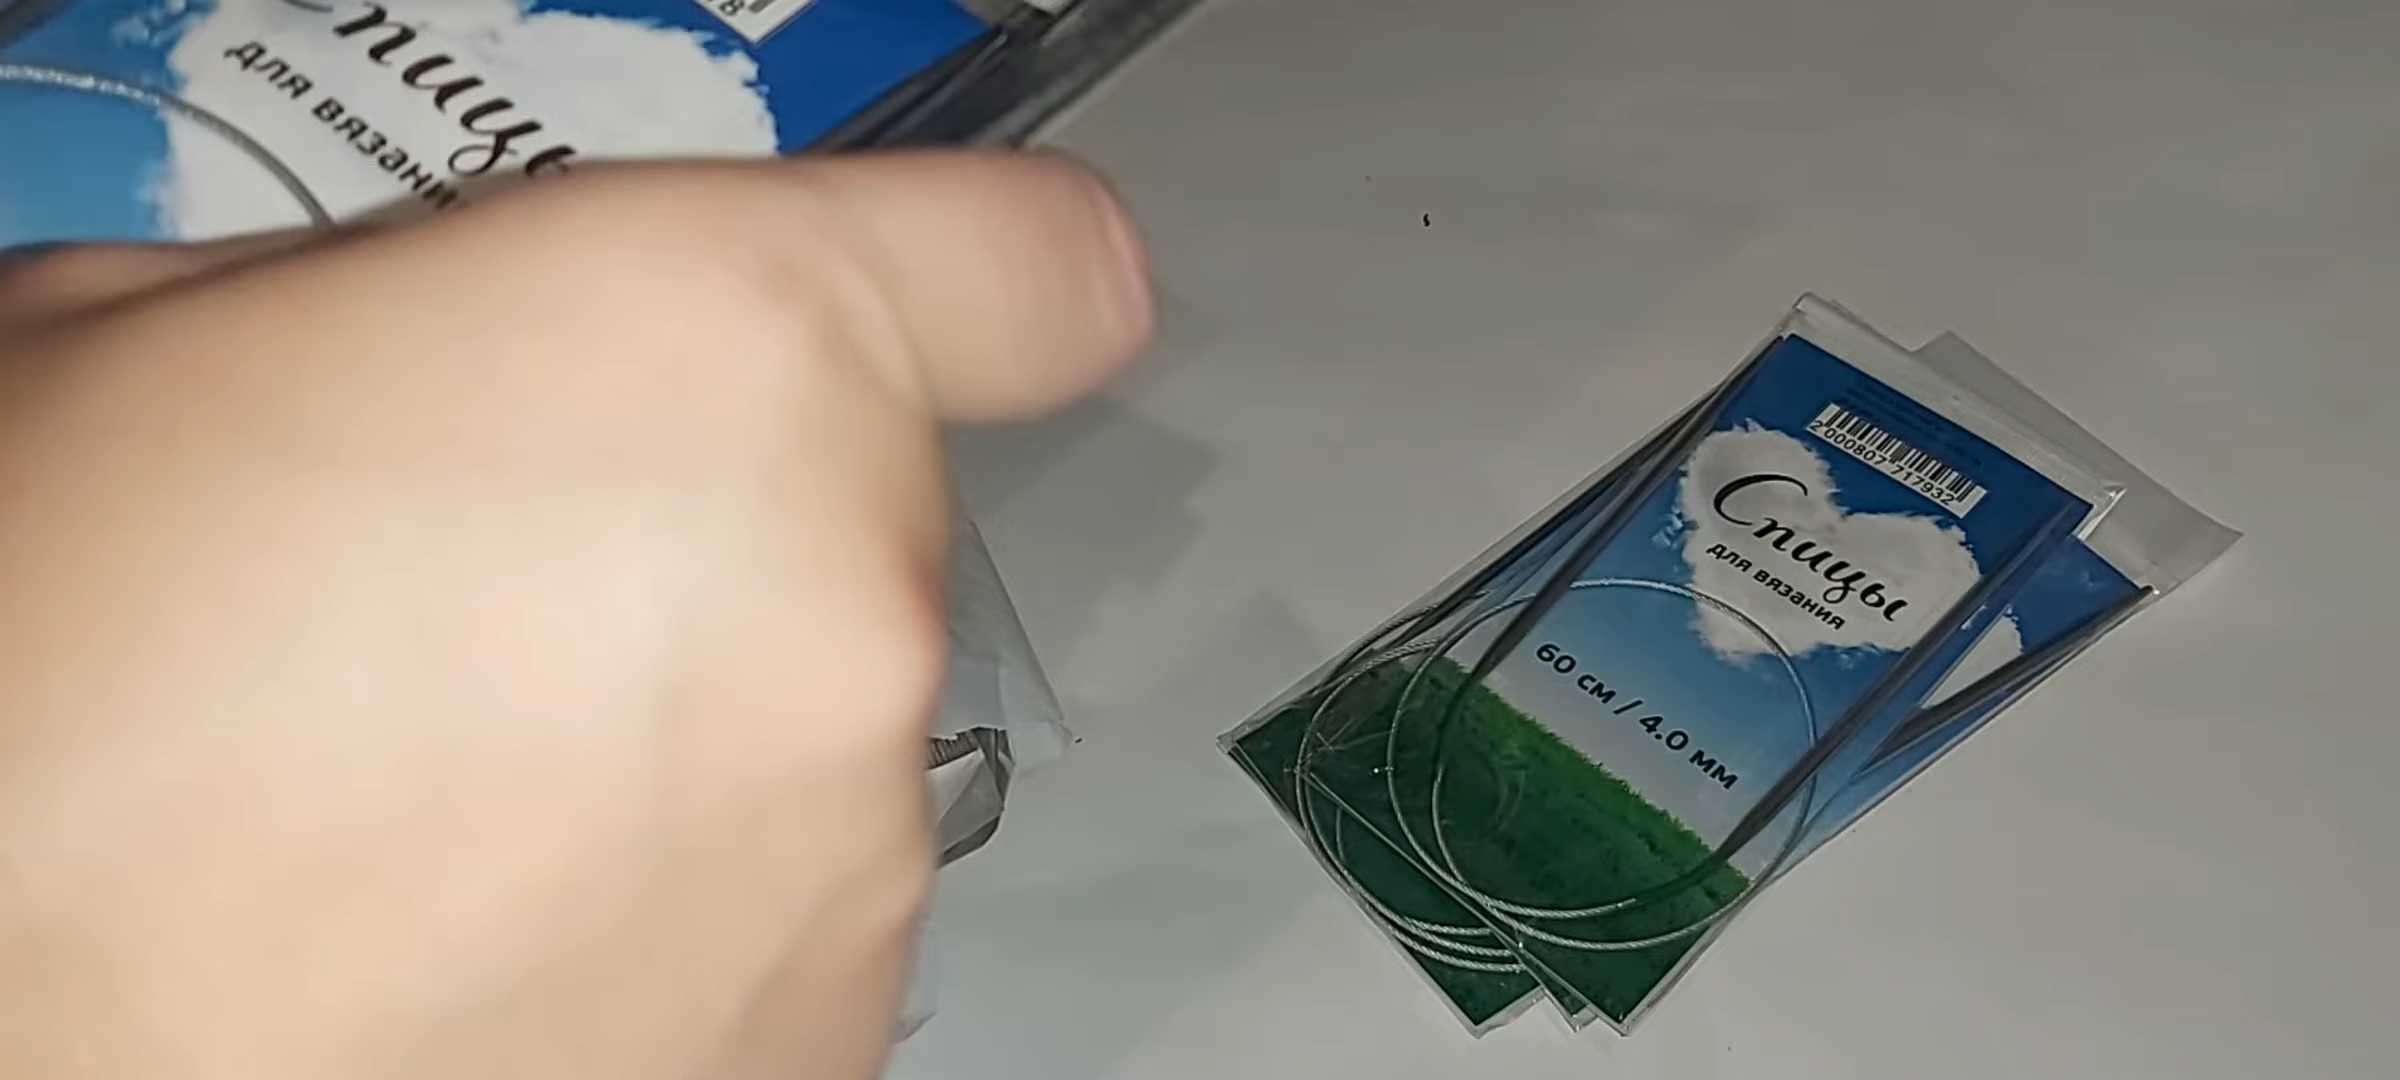 Спицы
для вязания
2000807 717932
Спицы
для вязания
60 см / 4.0 мм